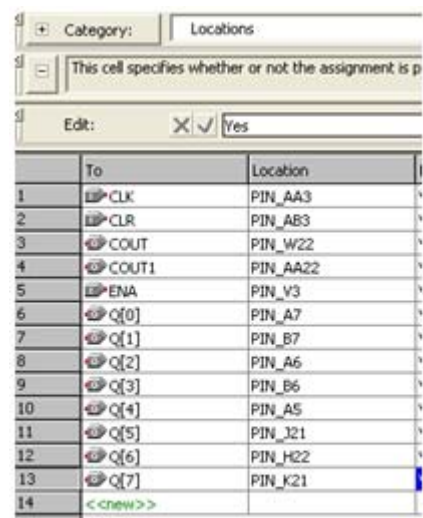 Category: Locations
This cell specifies whether or not the assignment is p
Edit: Yes
To Location
1 CLK PIN_AA3
2 CLR PIN_AB3
3 COUT PIN_W22
4 COUT1 PIN_AA22
5 ENA PIN_V3
6 Q[0] PIN_A7
7 Q[1] PIN_B7
8 Q[2] PIN_A6
9 Q[3] PIN_B6
10 Q[4] PIN_A5
11 Q[5] PIN_J21
12 Q[6] PIN_H22
13 Q[7] PIN_K21
14 <<new>>